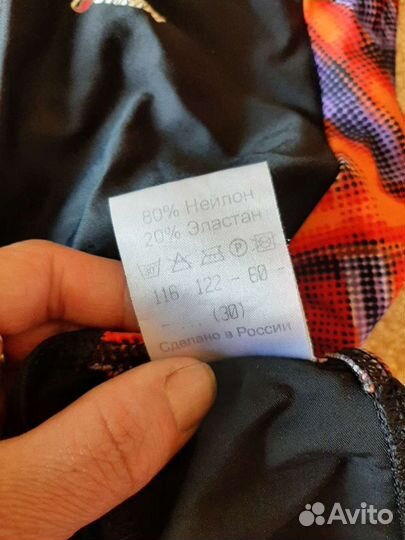 80% Нейлон
20% Эластан
116 122 - 60 -
- ... (30)
Сделано в России
Avito